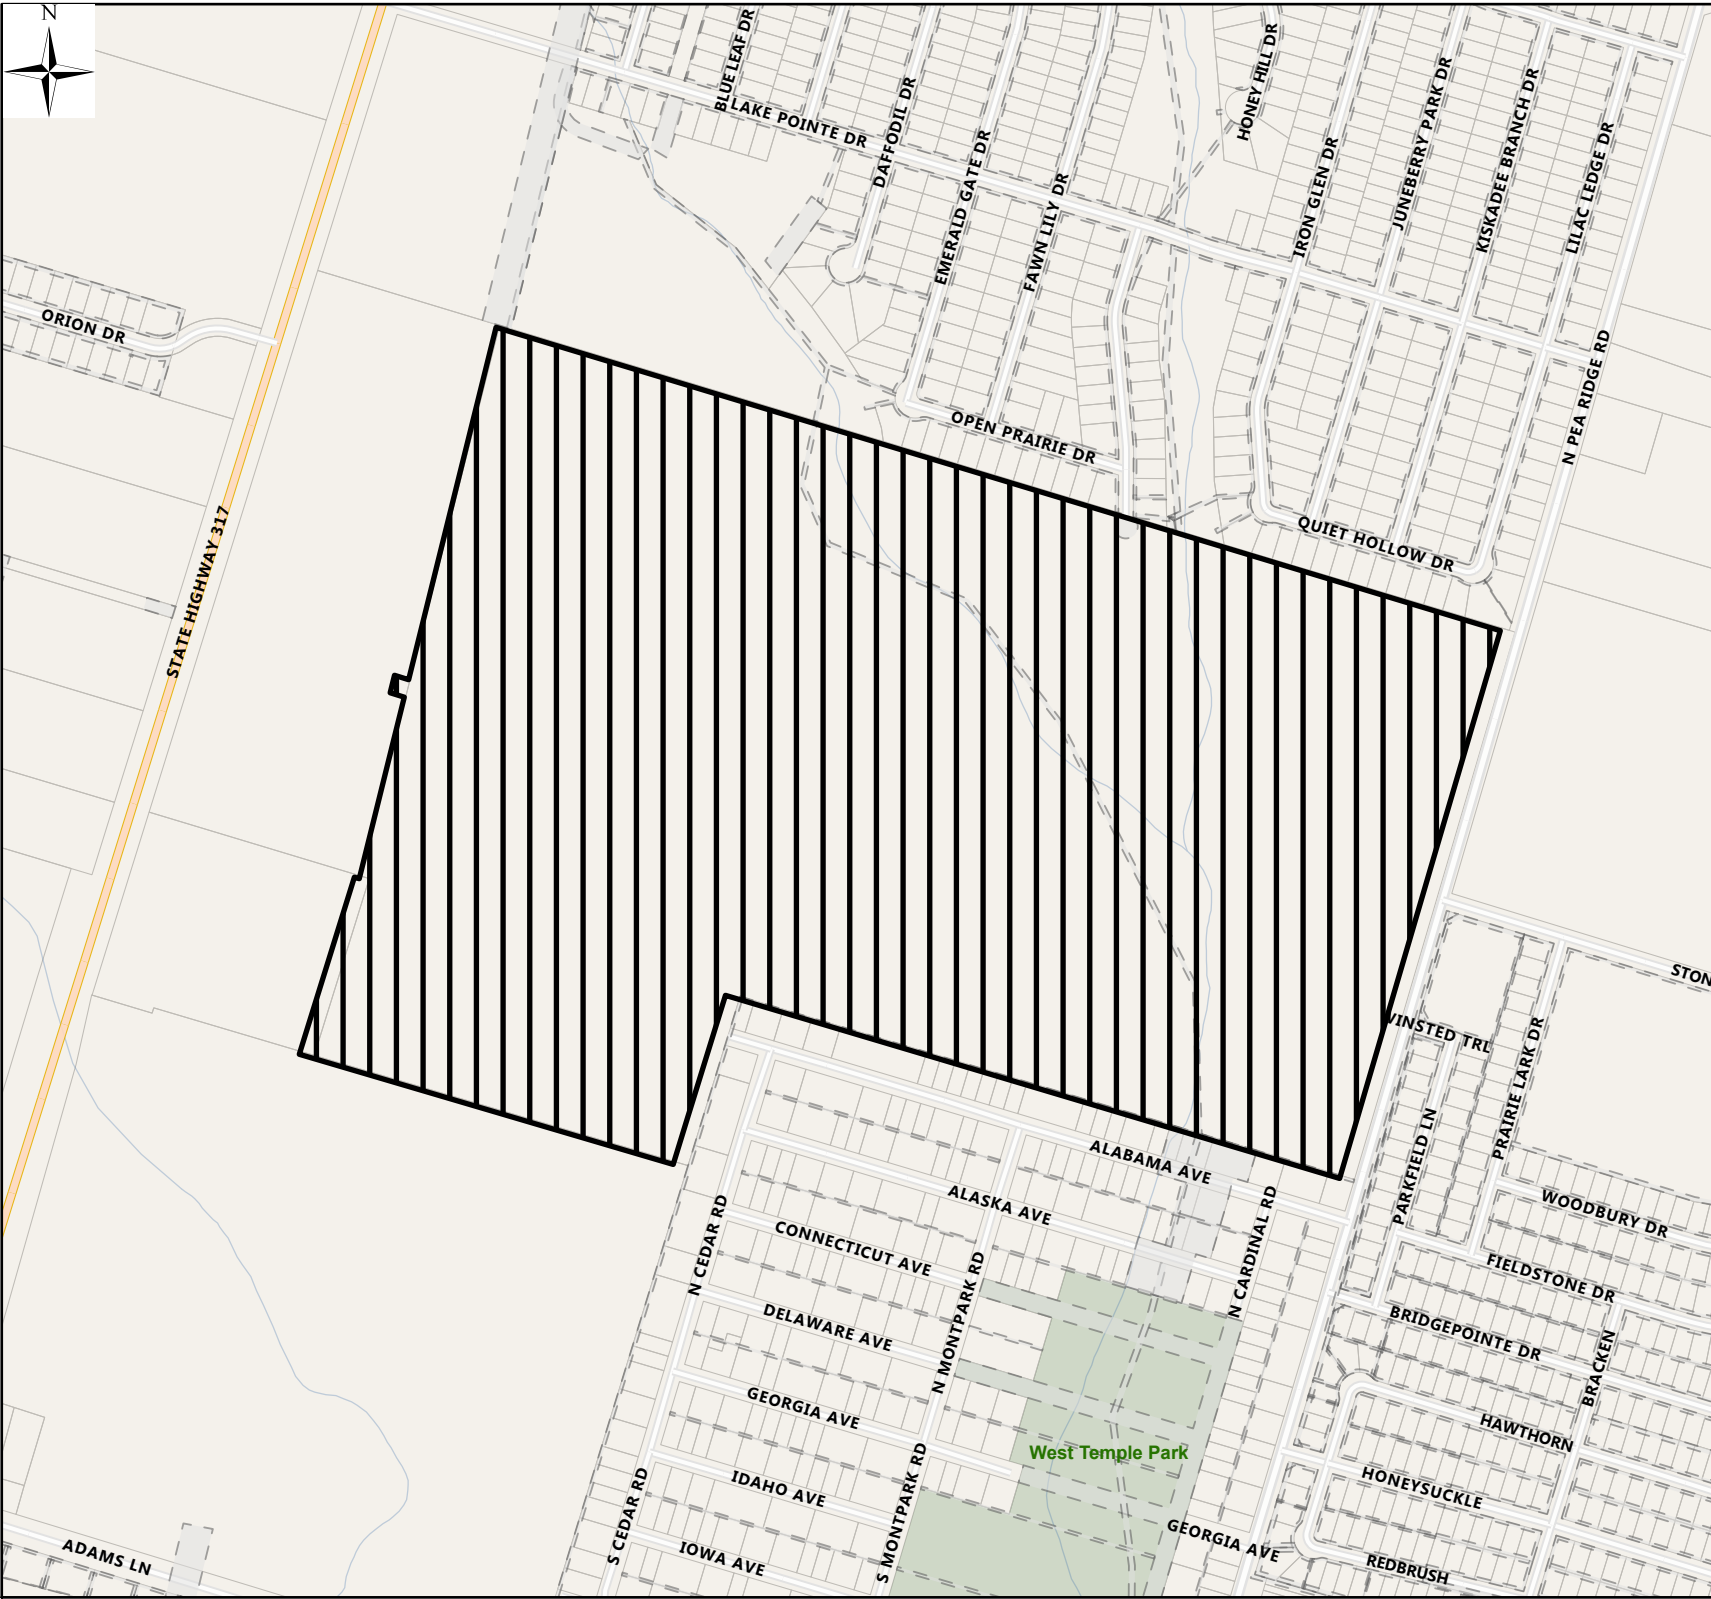 N
BLUE LEAF DR
LAKE POINTE DR
DAFFODIL DR
EMERALD GATE DR
FAWN LILY DR
HONEY HILL DR
IRON GLEN DR
JUNEBERRY PARK DR
KISKADEE BRANCH DR
LILAC LEDGE DR
ORION DR
N PEA RIDGE RD
OPEN PRAIRIE DR
QUIET HOLLOW DR
STATE HIGHWAY 317
STON
VINSTED TRL
PRAIRIE LARK DR
PARKFIELD LN
ALABAMA AVE
ALASKA AVE
WOODBURY DR
N CEDAR RD
CONNECTICUT AVE
N CARDINAL RD
FIELDSTONE DR
DELAWARE AVE
N MONTPARK RD
BRIDGEPOINTE DR
BRACKEN
GEORGIA AVE
HAWTHORN
West Temple Park
IDAHO AVE
HONEYSUCKLE
S CEDAR RD
S MONTPARK RD
GEORGIA AVE
ADAMS LN
IOWA AVE
REDBRUSH